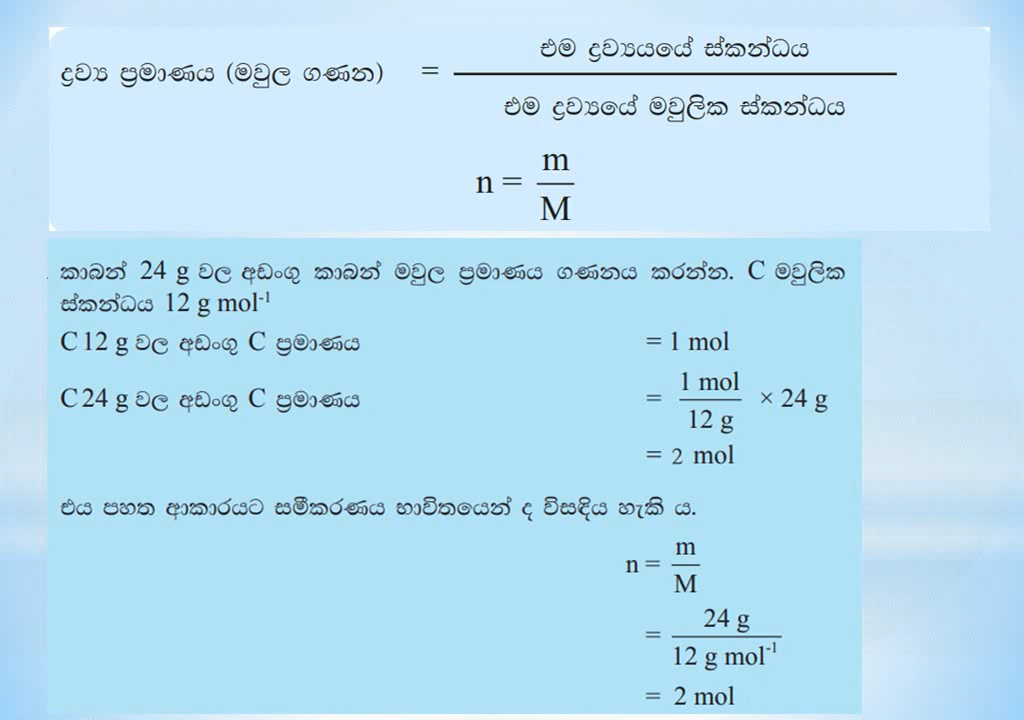 ද්‍රව්‍ය ප්‍රමාණය (මවුල ගණන) = එම ද්‍රව්‍යයයේ ස්කන්ධය
එම ද්‍රව්‍යයේ මවුලික ස්කන්ධය
n = m
M
කාබන් 24 g වල අඩංගු කාබන් මවුල ප්‍රමාණය ගණනය කරන්න. C මවුලික
ස්කන්ධය 12 g mol⁻¹
C 12 g වල අඩංගු C ප්‍රමාණය = 1 mol
C 24 g වල අඩංගු C ප්‍රමාණය = 1 mol × 24 g
12 g
= 2 mol
එය පහත ආකාරයට සමීකරණය භාවිතයෙන් ද විසඳිය හැකි ය.
n = m
M
= 24 g
12 g mol⁻¹
= 2 mol